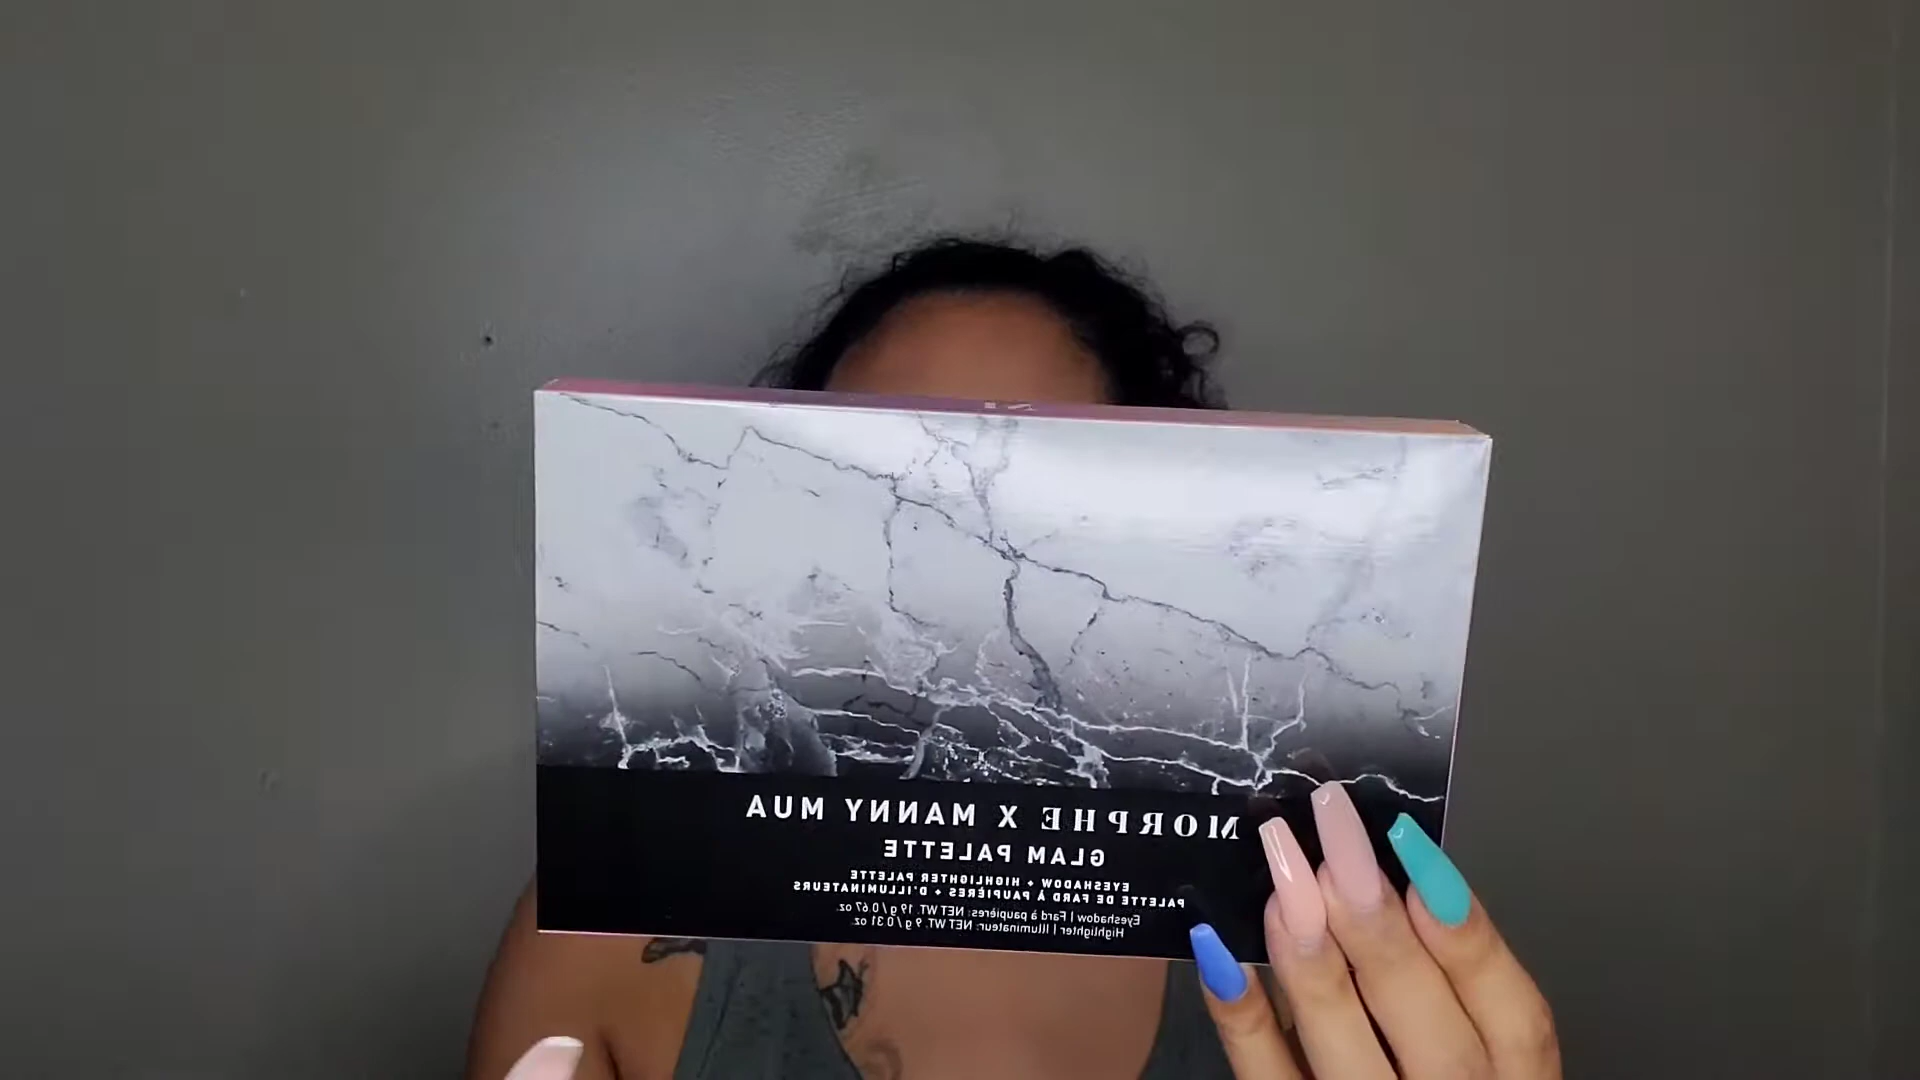 MORPHE X MANNY MUA
GLAM PALETTE
EYESHADOW + HIGHLIGHTER PALETTE
PALETTE DE FARD À PAUPIÈRES + D'ILLUMINATEURS
Eyeshadow | Fard à paupières: NET WT. 19 g / 0.67 oz.
Highlighter | Illuminateur: NET WT. 9 g / 0.31 oz.